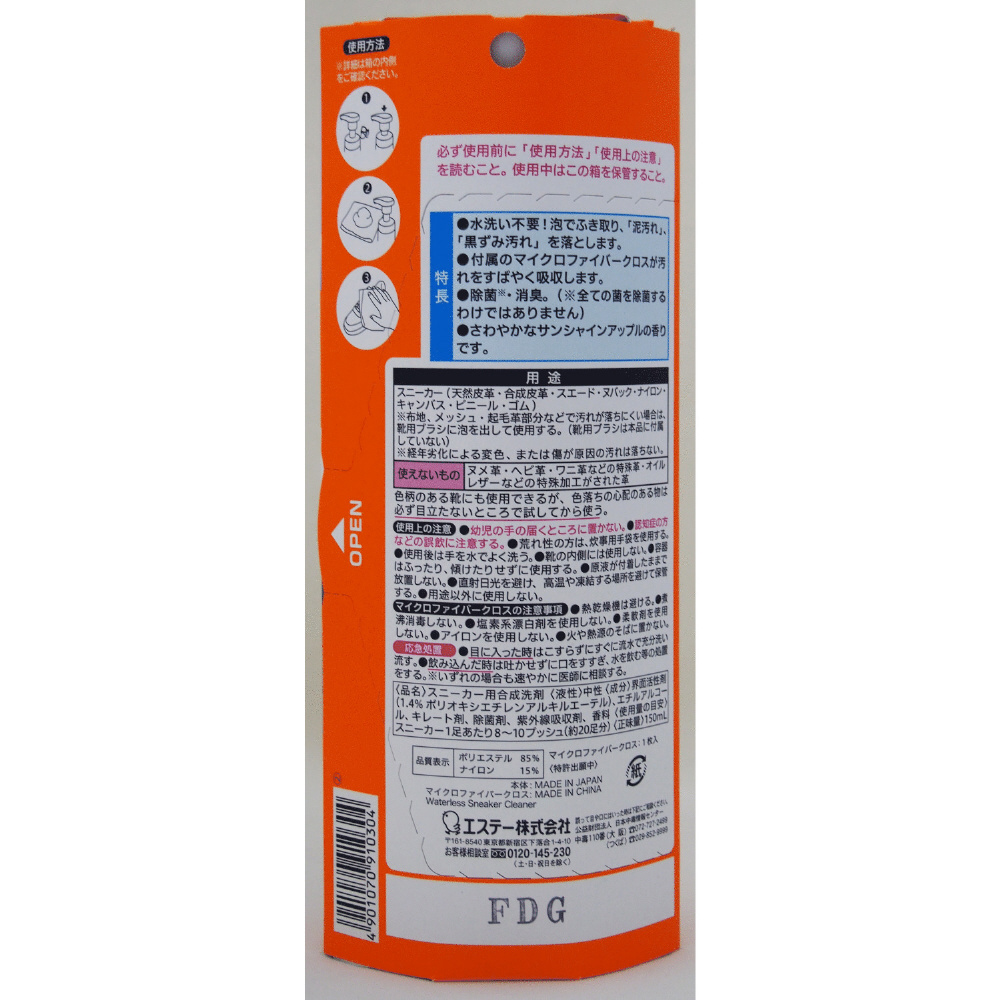 使用方法
※詳細は箱の内側
をご確認ください。
1
+
2
3
必ず使用前に「使用方法」「使用上の注意」
を読むこと。使用中はこの箱を保管すること。
特長
●水洗い不要!泡でふき取り、「泥汚れ」、
「黒ずみ汚れ」を落とします。
●付属のマイクロファイバークロスが汚
れをすばやく吸収します。
●除菌※・消臭。(※全ての菌を除菌する
わけではありません)
●さわやかなサンシャインアップルの香り
です。
用途
スニーカー(天然皮革・合成皮革・スエード・ヌバック・ナイロン・
キャンバス・ビニール・ゴム)
※布地、メッシュ・起毛革部分などで汚れが落ちにくい場合は、
靴用ブラシに泡を出して使用する。(靴用ブラシは本品に付属
していない)
※経年劣化による変色、または傷が原因の汚れは落ちない。
使えないもの
ヌメ革・ヘビ革・ワニ革などの特殊革・オイル
レザーなどの特殊加工がされた革
色柄のある靴にも使用できるが、色落ちの心配のある物は
必ず目立たないところで試してから使う。
使用上の注意 ●幼児の手の届くところに置かない。●認知症の方
などの誤飲に注意する。●荒れ性の方は、炊事用手袋を使用する。
●使用後は手を水でよく洗う。●靴の内側には使用しない。●容器
はふったり、傾けたりせずに使用する。●原液が付着したままで
放置しない。●直射日光を避け、高温や凍結する場所を避けて保管
する。●用途以外に使用しない。
マイクロファイバークロスの注意事項 ●熱乾燥機は避ける。●煮
沸消毒しない。●塩素系漂白剤を使用しない。●柔軟剤を使用
しない。●アイロンを使用しない。●火や熱源のそばに置かない。
応急処置 ●目に入った時はこすらずにすぐに流水で充分洗い
流す。●飲み込んだ時は吐かせずに口をすすぎ、水を飲む等の処置
をする。※いずれの場合も速やかに医師に相談する。
〈品名〉スニーカー用合成洗剤〈液性〉中性〈成分〉界面活性剤
(1.4% ポリオキシエチレンアルキルエーテル)、エチルアルコー
ル、キレート剤、除菌剤、紫外線吸収剤、香料〈使用量の目安〉
スニーカー1足あたり8〜10プッシュ(約20足分)〈正味量〉150mL
品質表示
ポリエステル 85%
ナイロン 15%
マイクロファイバークロス:1枚入
〈特許出願中〉
紙
本体:MADE IN JAPAN
マイクロファイバークロス:MADE IN CHINA
Waterless Sneaker Cleaner
エステー株式会社
〒161-8540 東京都新宿区下落合1-4-10
お客様相談室 0120-145-230
(土・日・祝日を除く)
公益財団法人 日本中毒情報センター
中毒110番(大 阪)072-727-2499
(つくば)029-852-9999
OPEN
4 901070 910304
FDG